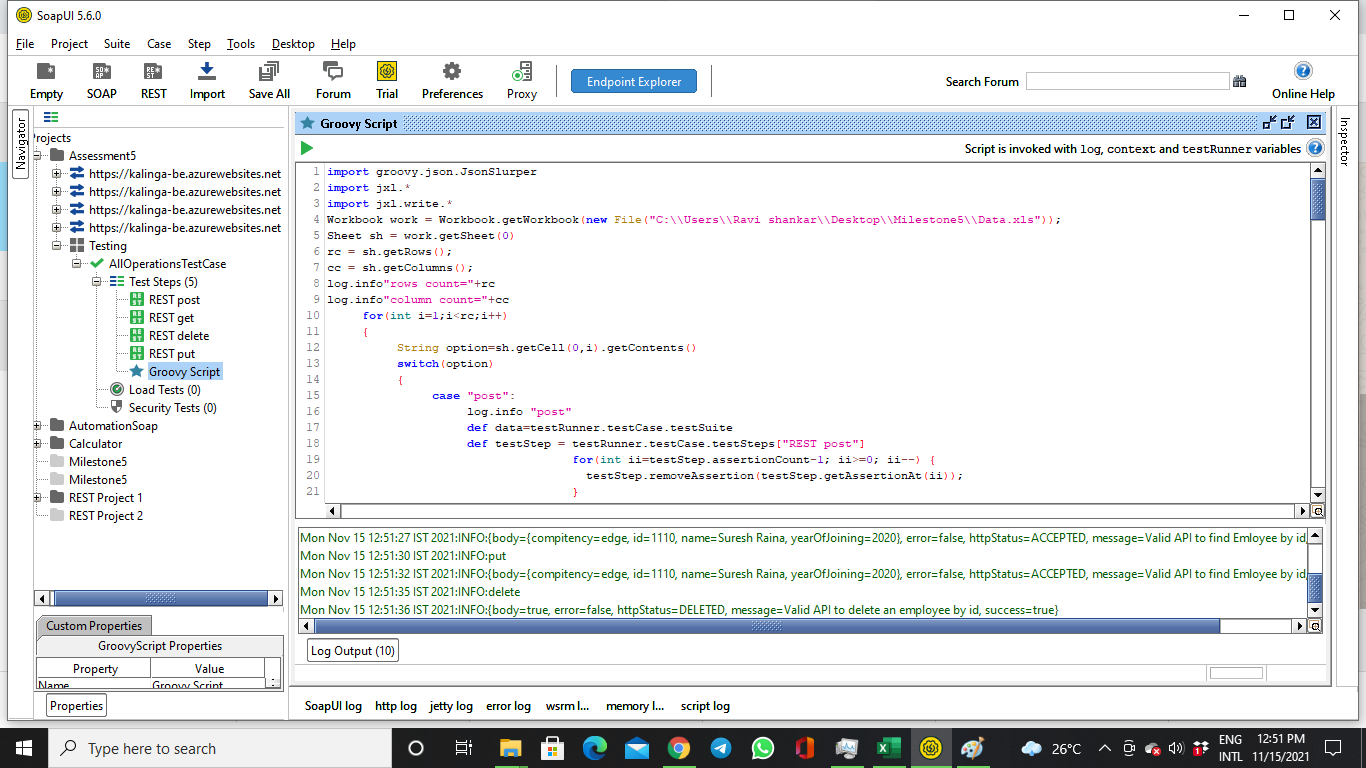 SoapUI 5.6.0
File Project Suite Case Step Tools Desktop Help
Empty SOAP REST Import Save All Forum Trial Preferences Proxy
Endpoint Explorer
Search Forum
Online Help
Navigator
Projects
Assessment5
https://kalinga-be.azurewebsites.net
https://kalinga-be.azurewebsites.net
https://kalinga-be.azurewebsites.net
https://kalinga-be.azurewebsites.net
Testing
AllOperationsTestCase
Test Steps (5)
REST post
REST get
REST delete
REST put
Groovy Script
Load Tests (0)
Security Tests (0)
AutomationSoap
Calculator
Milestone5
Milestone5
REST Project 1
REST Project 2
Custom Properties
GroovyScript Properties
Property Value
Name Groovy Script
Properties
Groovy Script
Script is invoked with log, context and testRunner variables
1 import groovy.json.JsonSlurper
2 import jxl.*
3 import jxl.write.*
4 Workbook work = Workbook.getWorkbook(new File("C:\\Users\\Ravi shankar\\Desktop\\Milestone5\\Data.xls"));
5 Sheet sh = work.getSheet(0)
6 rc = sh.getRows();
7 cc = sh.getColumns();
8 log.info"rows count="+rc
9 log.info"column count="+cc
10 for(int i=1;i<rc;i++)
11 {
12 String option=sh.getCell(0,i).getContents()
13 switch(option)
14 {
15 case "post":
16 log.info "post"
17 def data=testRunner.testCase.testSuite
18 def testStep = testRunner.testCase.testSteps["REST post"]
19 for(int ii=testStep.assertionCount-1; ii>=0; ii--) {
20 testStep.removeAssertion(testStep.getAssertionAt(ii));
21 }
Mon Nov 15 12:51:27 IST 2021:INFO:{body={compitency=edge, id=1110, name=Suresh Raina, yearOfJoining=2020}, error=false, httpStatus=ACCEPTED, message=Valid API to find Emloyee by id,
Mon Nov 15 12:51:30 IST 2021:INFO:put
Mon Nov 15 12:51:32 IST 2021:INFO:{body={compitency=edge, id=1110, name=Suresh Raina, yearOfJoining=2020}, error=false, httpStatus=ACCEPTED, message=Valid API to find Emloyee by id,
Mon Nov 15 12:51:35 IST 2021:INFO:delete
Mon Nov 15 12:51:36 IST 2021:INFO:{body=true, error=false, httpStatus=DELETED, message=Valid API to delete an employee by id, success=true}
Log Output (10)
Inspector
SoapUI log http log jetty log error log wsrm l... memory l... script log
Type here to search
26°C
ENG
INTL
12:51 PM
11/15/2021